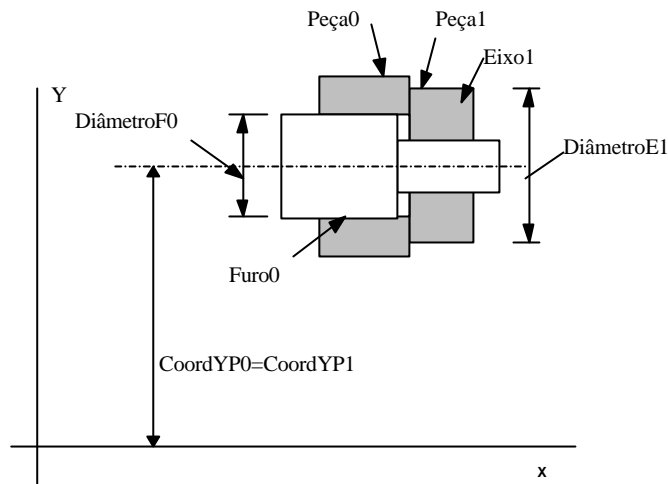 Peça0
Peça1
Eixo1
Y
DiâmetroF0
DiâmetroE1
Furo0
CoordYP0=CoordYP1
x